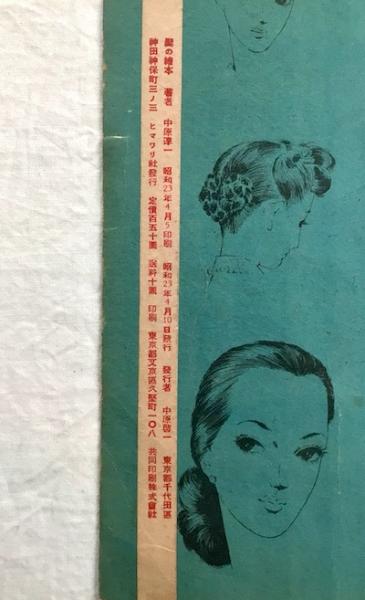 髪の繪本 著者 中原淳一 昭和23年4月5印刷 昭和23年4月10日発行 發行者 中原啓一 東京都千代田區
神田神保町三ノ三 ヒマワリ社發行 定價百五十圓 送料十圓 印刷 東京都文京區久堅町一〇八 共同印刷株式會社